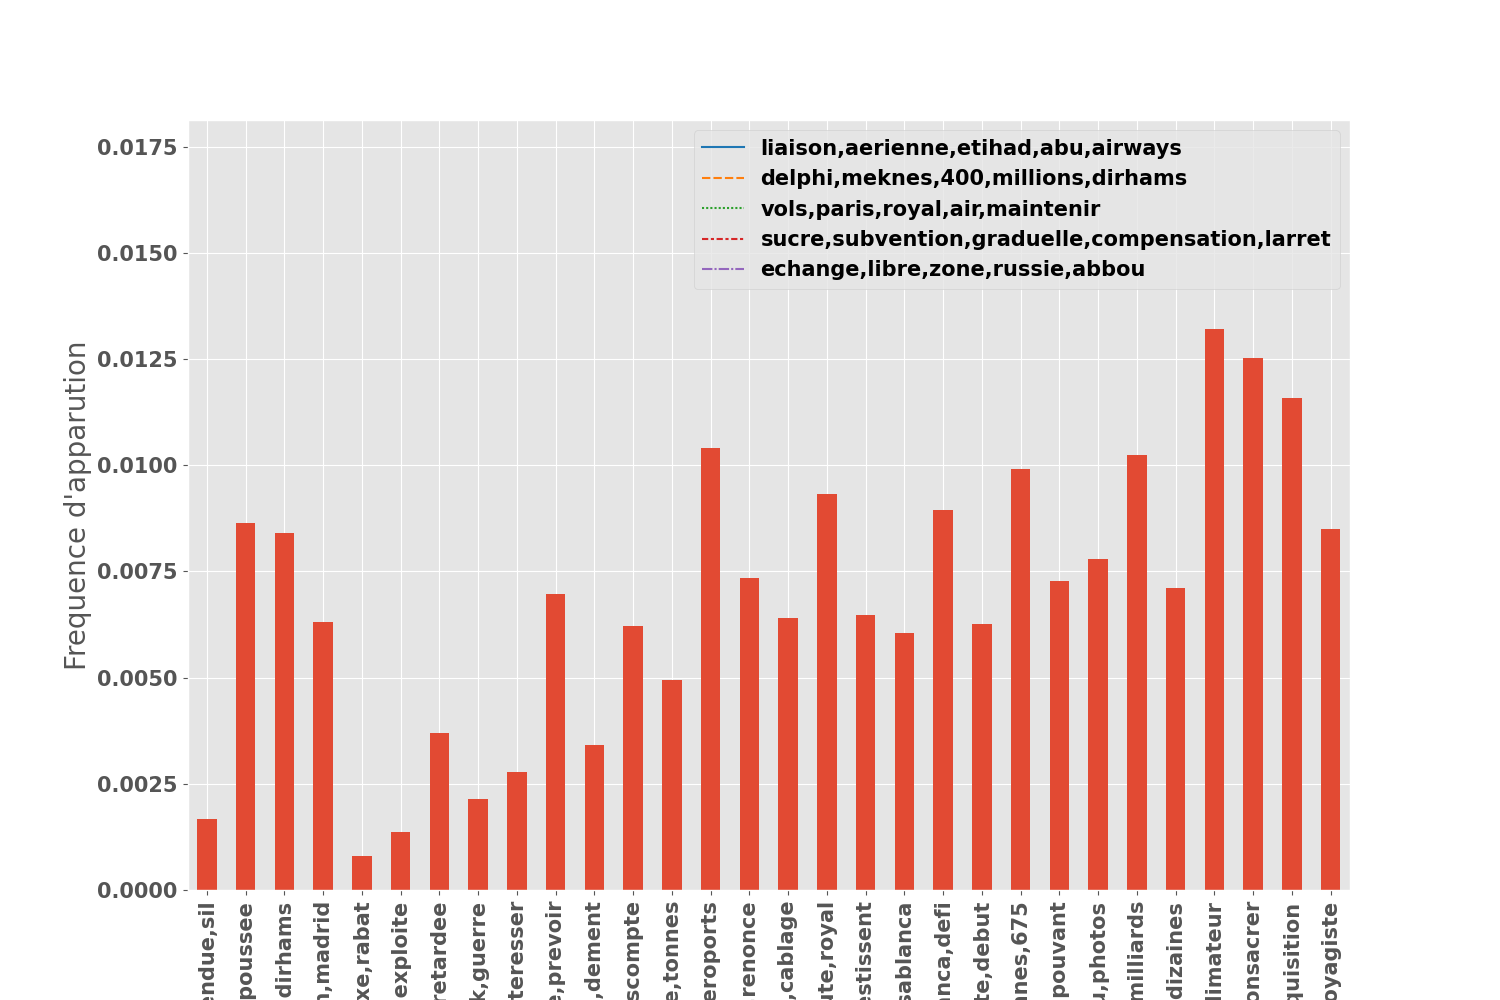 liaison,aerienne,etihad,abu,airways
delphi,meknes,400,millions,dirhams
vols,paris,royal,air,maintenir
sucre,subvention,graduelle,compensation,larret
echange,libre,zone,russie,abbou
Frequence d'apparution
0.0175
0.0150
0.0125
0.0100
0.0075
0.0050
0.0025
0.0000
endue,sil
poussee
dirhams
n,madrid
xe,rabat
exploite
retardee
k,guerre
teresser
e,prevoir
,dement
scompte
e,tonnes
eroports
renonce
,cablage
ute,royal
estissent
sablanca
anca,defi
te,debut
anes,675
pouvant
u,photos
milliards
dizaines
limateur
onsacrer
quisition
oyagiste